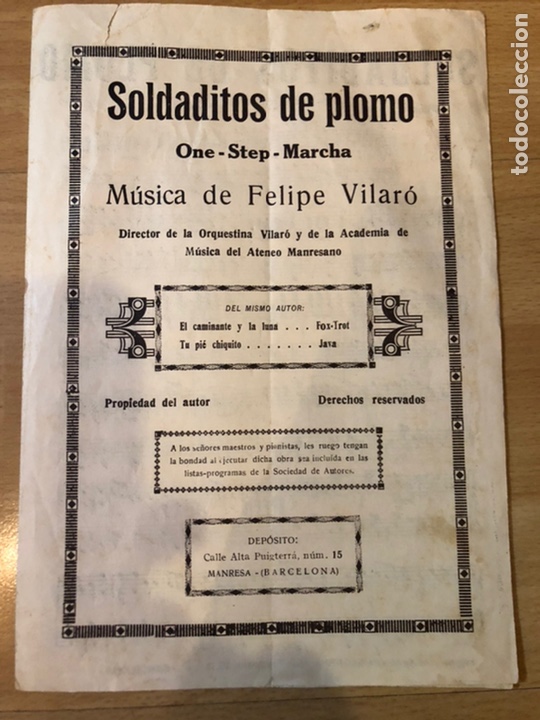 Soldaditos de plomo
One-Step-Marcha
Música de Felipe Vilaró
Director de la Orquestina Vilaró y de la Academia de
Música del Ateneo Manresano
DEL MISMO AUTOR:
El caminante y la luna . . . Fox-Trot
Tu pié chiquito . . . . . . . Java
Propiedad del autor Derechos reservados
A los señores maestros y pianistas, les ruego tengan
la bondad al ejecutar dicha obra sea incluída en las
listas-programas de la Sociedad de Autores.
DEPÓSITO:
Calle Alta Puigterrá, núm. 15
MANRESA - (BARCELONA)
todocoleccion